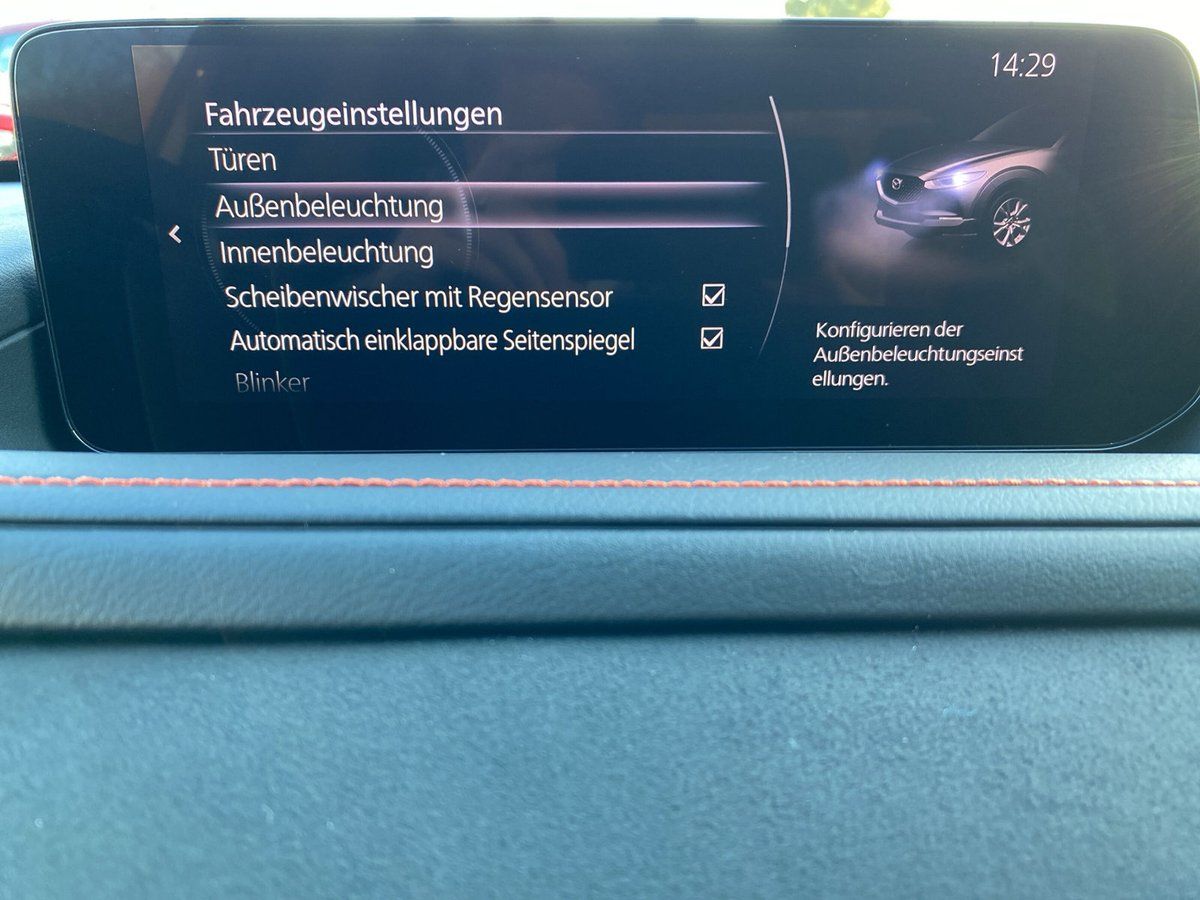 14:29
Fahrzeugeinstellungen
Türen
Außenbeleuchtung
Innenbeleuchtung
Scheibenwischer mit Regensensor
Automatisch einklappbare Seitenspiegel
Blinker
Konfigurieren der
Außenbeleuchtungseinst
ellungen.